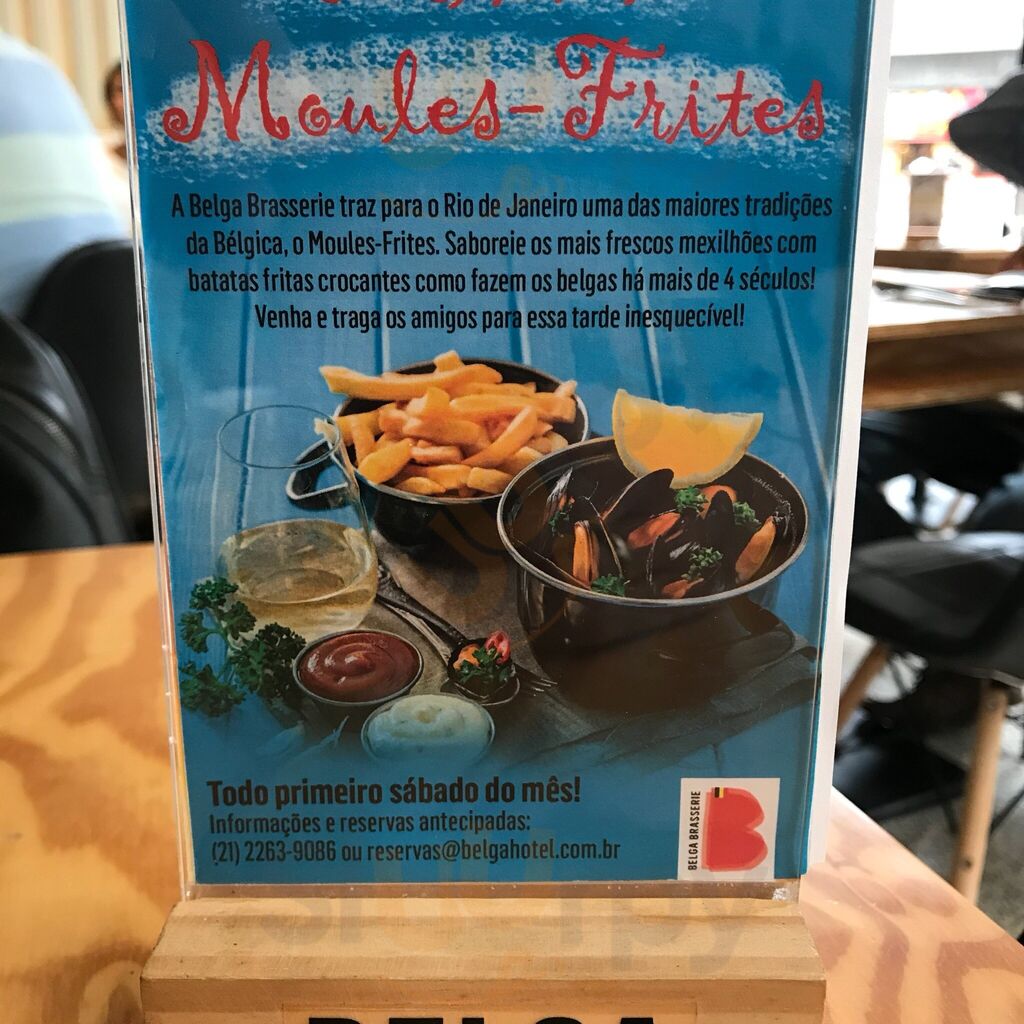 Moules-Frites
A Belga Brasserie traz para o Rio de Janeiro uma das maiores tradições
da Bélgica, o Moules-Frites. Saboreie os mais frescos mexilhões com
batatas fritas crocantes como fazem os belgas há mais de 4 séculos!
Venha e traga os amigos para essa tarde inesquecível!
Todo primeiro sábado do mês!
Informações e reservas antecipadas:
(21) 2263-9086 ou reservas@belgahotel.com.br
BELGA BRASSERIE
B
BELGA